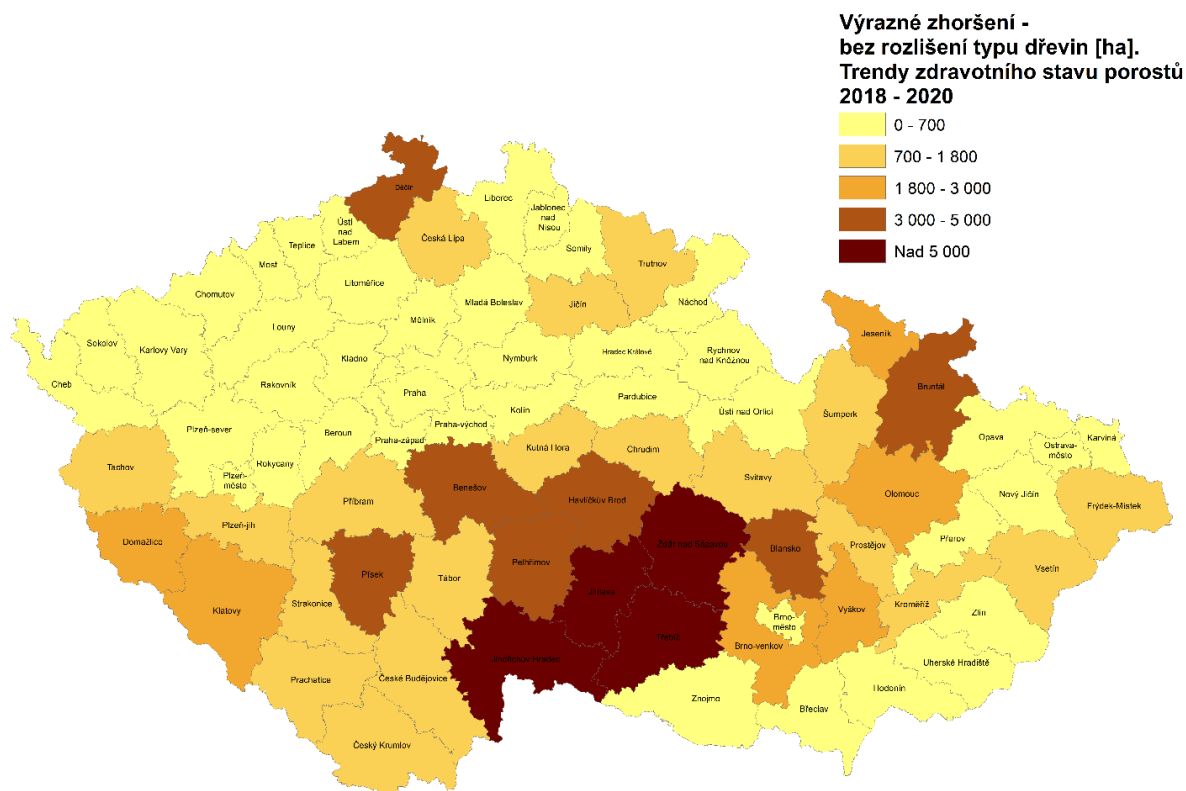 Výrazné zhoršení -
bez rozlišení typu dřevin [ha].
Trendy zdravotního stavu porostů
2018 - 2020
0 - 700
700 - 1 800
1 800 - 3 000
3 000 - 5 000
Nad 5 000
Děčín
Liberec
Jablonec
nad
Nisou
Ústí
nad
Labem
Česká Lípa
Semily
Teplice
Trutnov
Most
Litoměřice
Chomutov
Mladá Boleslav
Jičín
Náchod
Mělník
Louny
Sokolov
Karlovy Vary
Jeseník
Kladno
Nymburk
Hradec Králové
Rychnov
nad Kněžnou
Cheb
Rakovník
Praha
Bruntál
Pardubice
Kolín
Ústí nad Orlicí
Šumperk
Plzeň-sever
Beroun
Praha-východ
Praha-západ
Opava
Karviná
Ostrava-
město
Kutná Hora
Chrudim
Tachov
Rokycany
Plzeň-
město
Svitavy
Benešov
Nový Jičín
Příbram
Havlíčkův Brod
Olomouc
Frýdek-Místek
Plzeň-jih
Domažlice
Přerov
Prostějov
Žďár nad Sázavou
Blansko
Pelhřimov
Vsetín
Písek
Tábor
Jihlava
Klatovy
Strakonice
Kroměříž
Vyškov
Zlín
Brno-
město
Třebíč
Brno-venkov
Jindřichův Hradec
Uherské Hradiště
Prachatice
České Budějovice
Hodonín
Znojmo
Břeclav
Český Krumlov